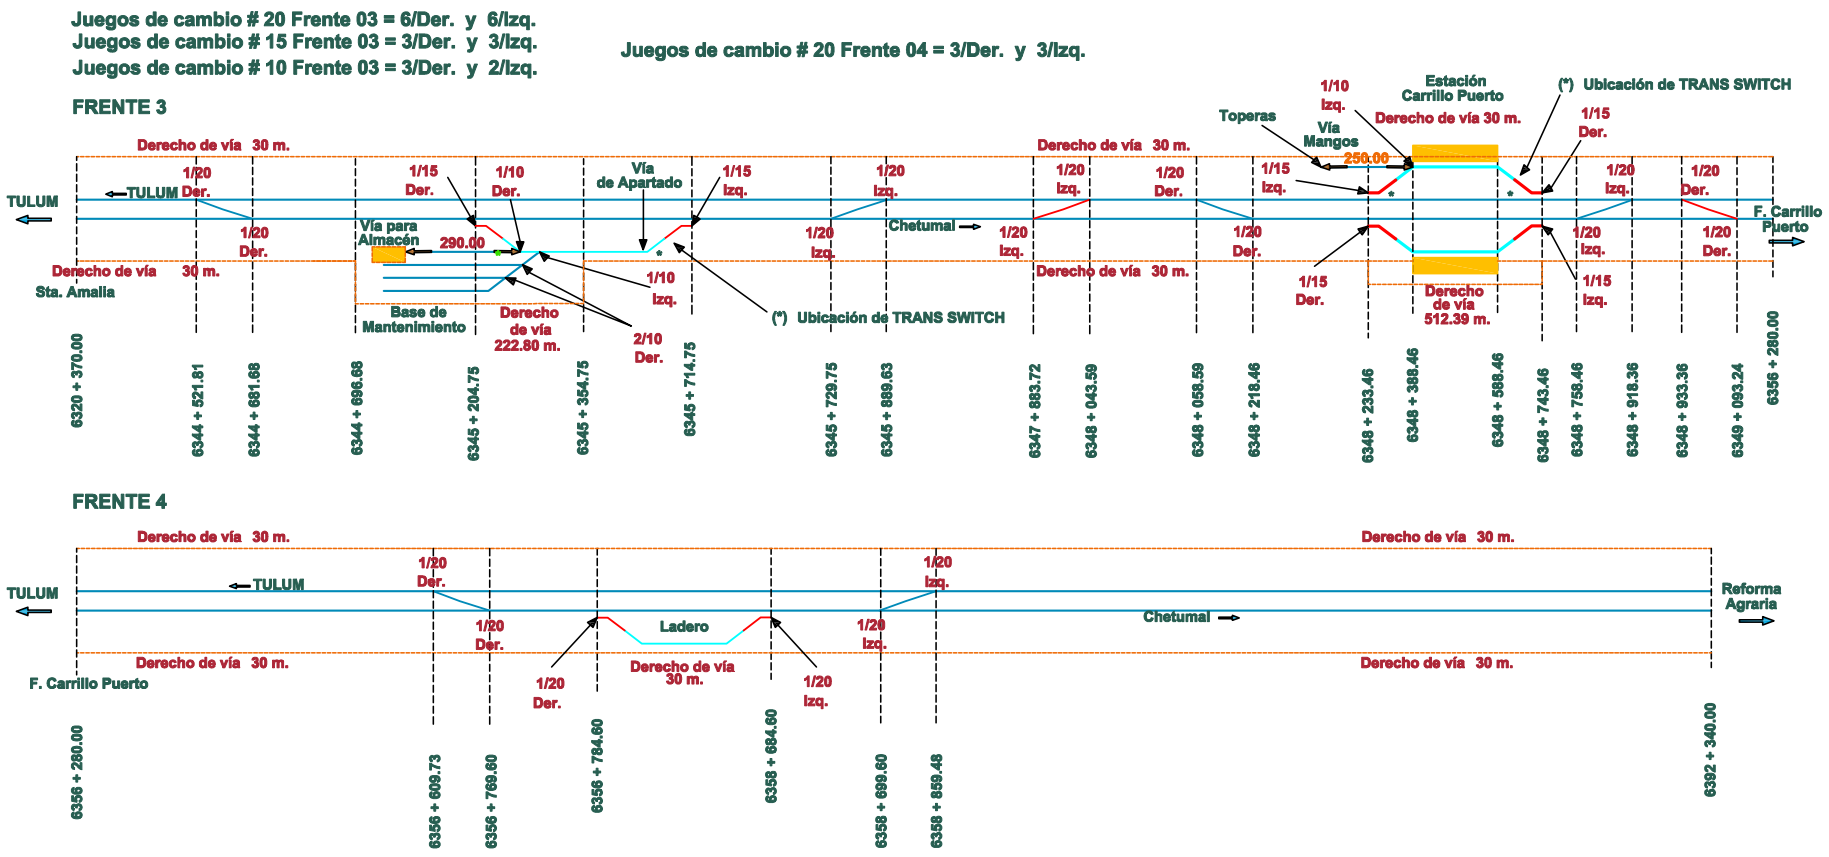 Juegos de cambio # 20 Frente 03 = 6/Der.  y  6/Izq.
Juegos de cambio # 15 Frente 03 = 3/Der.  y  3/Izq.
Juegos de cambio # 10 Frente 03 = 3/Der.  y  2/Izq.
Juegos de cambio # 20 Frente 04 = 3/Der.  y  3/Izq.
FRENTE 3
Derecho de vía   30 m.
Derecho de vía   30 m.
1/10
Izq.
Estación
Carrillo Puerto
Derecho de vía 30 m.
(*)  Ubicación de TRANS SWITCH
Toperas
Vía
Mangos
250.00
1/15
Der.
TULUM
TULUM
1/20
Der.
1/15
Der.
1/10
Der.
Vía
de Apartado
1/15
Izq.
1/20
Izq.
1/20
Izq.
1/20
Der.
1/15
Izq.
*
*
1/20
Izq.
1/20
Der.
F. Carrillo
Puerto
Chetumal
1/20
Der.
Vía para
Almacén
290.00
*
*
1/10
Izq.
1/20
Izq.
1/20
Izq.
1/20
Der.
1/15
Der.
1/15
Izq.
1/20
Izq.
1/20
Der.
Derecho de vía      30 m.
Derecho de vía   30 m.
Sta. Amalia
Base de
Mantenimiento
Derecho
de vía
222.80 m.
2/10
Der.
(*)  Ubicación de TRANS SWITCH
Derecho
de vía
512.39 m.
6320 + 370.00
6344 + 521.81
6344 + 681.68
6344 + 696.68
6345 + 204.75
6345 + 354.75
6345 + 714.75
6345 + 729.75
6345 + 889.63
6347 + 883.72
6348 + 043.59
6348 + 058.59
6348 + 218.46
6348 + 233.46
6348 + 388.46
6348 + 588.46
6348 + 743.46
6348 + 758.46
6348 + 918.36
6348 + 933.36
6349 + 093.24
6356 + 280.00
FRENTE 4
Derecho de vía   30 m.
Derecho de vía   30 m.
TULUM
TULUM
1/20
Der.
1/20
Izq.
Reforma
Agraria
Chetumal
1/20
Der.
Ladero
1/20
Izq.
Derecho de vía   30 m.
Derecho de vía
30 m.
Derecho de vía   30 m.
F. Carrillo Puerto
1/20
Der.
1/20
Izq.
6356 + 280.00
6356 + 609.73
6356 + 769.60
6356 + 784.60
6358 + 684.60
6358 + 699.60
6358 + 859.48
6392 + 340.00